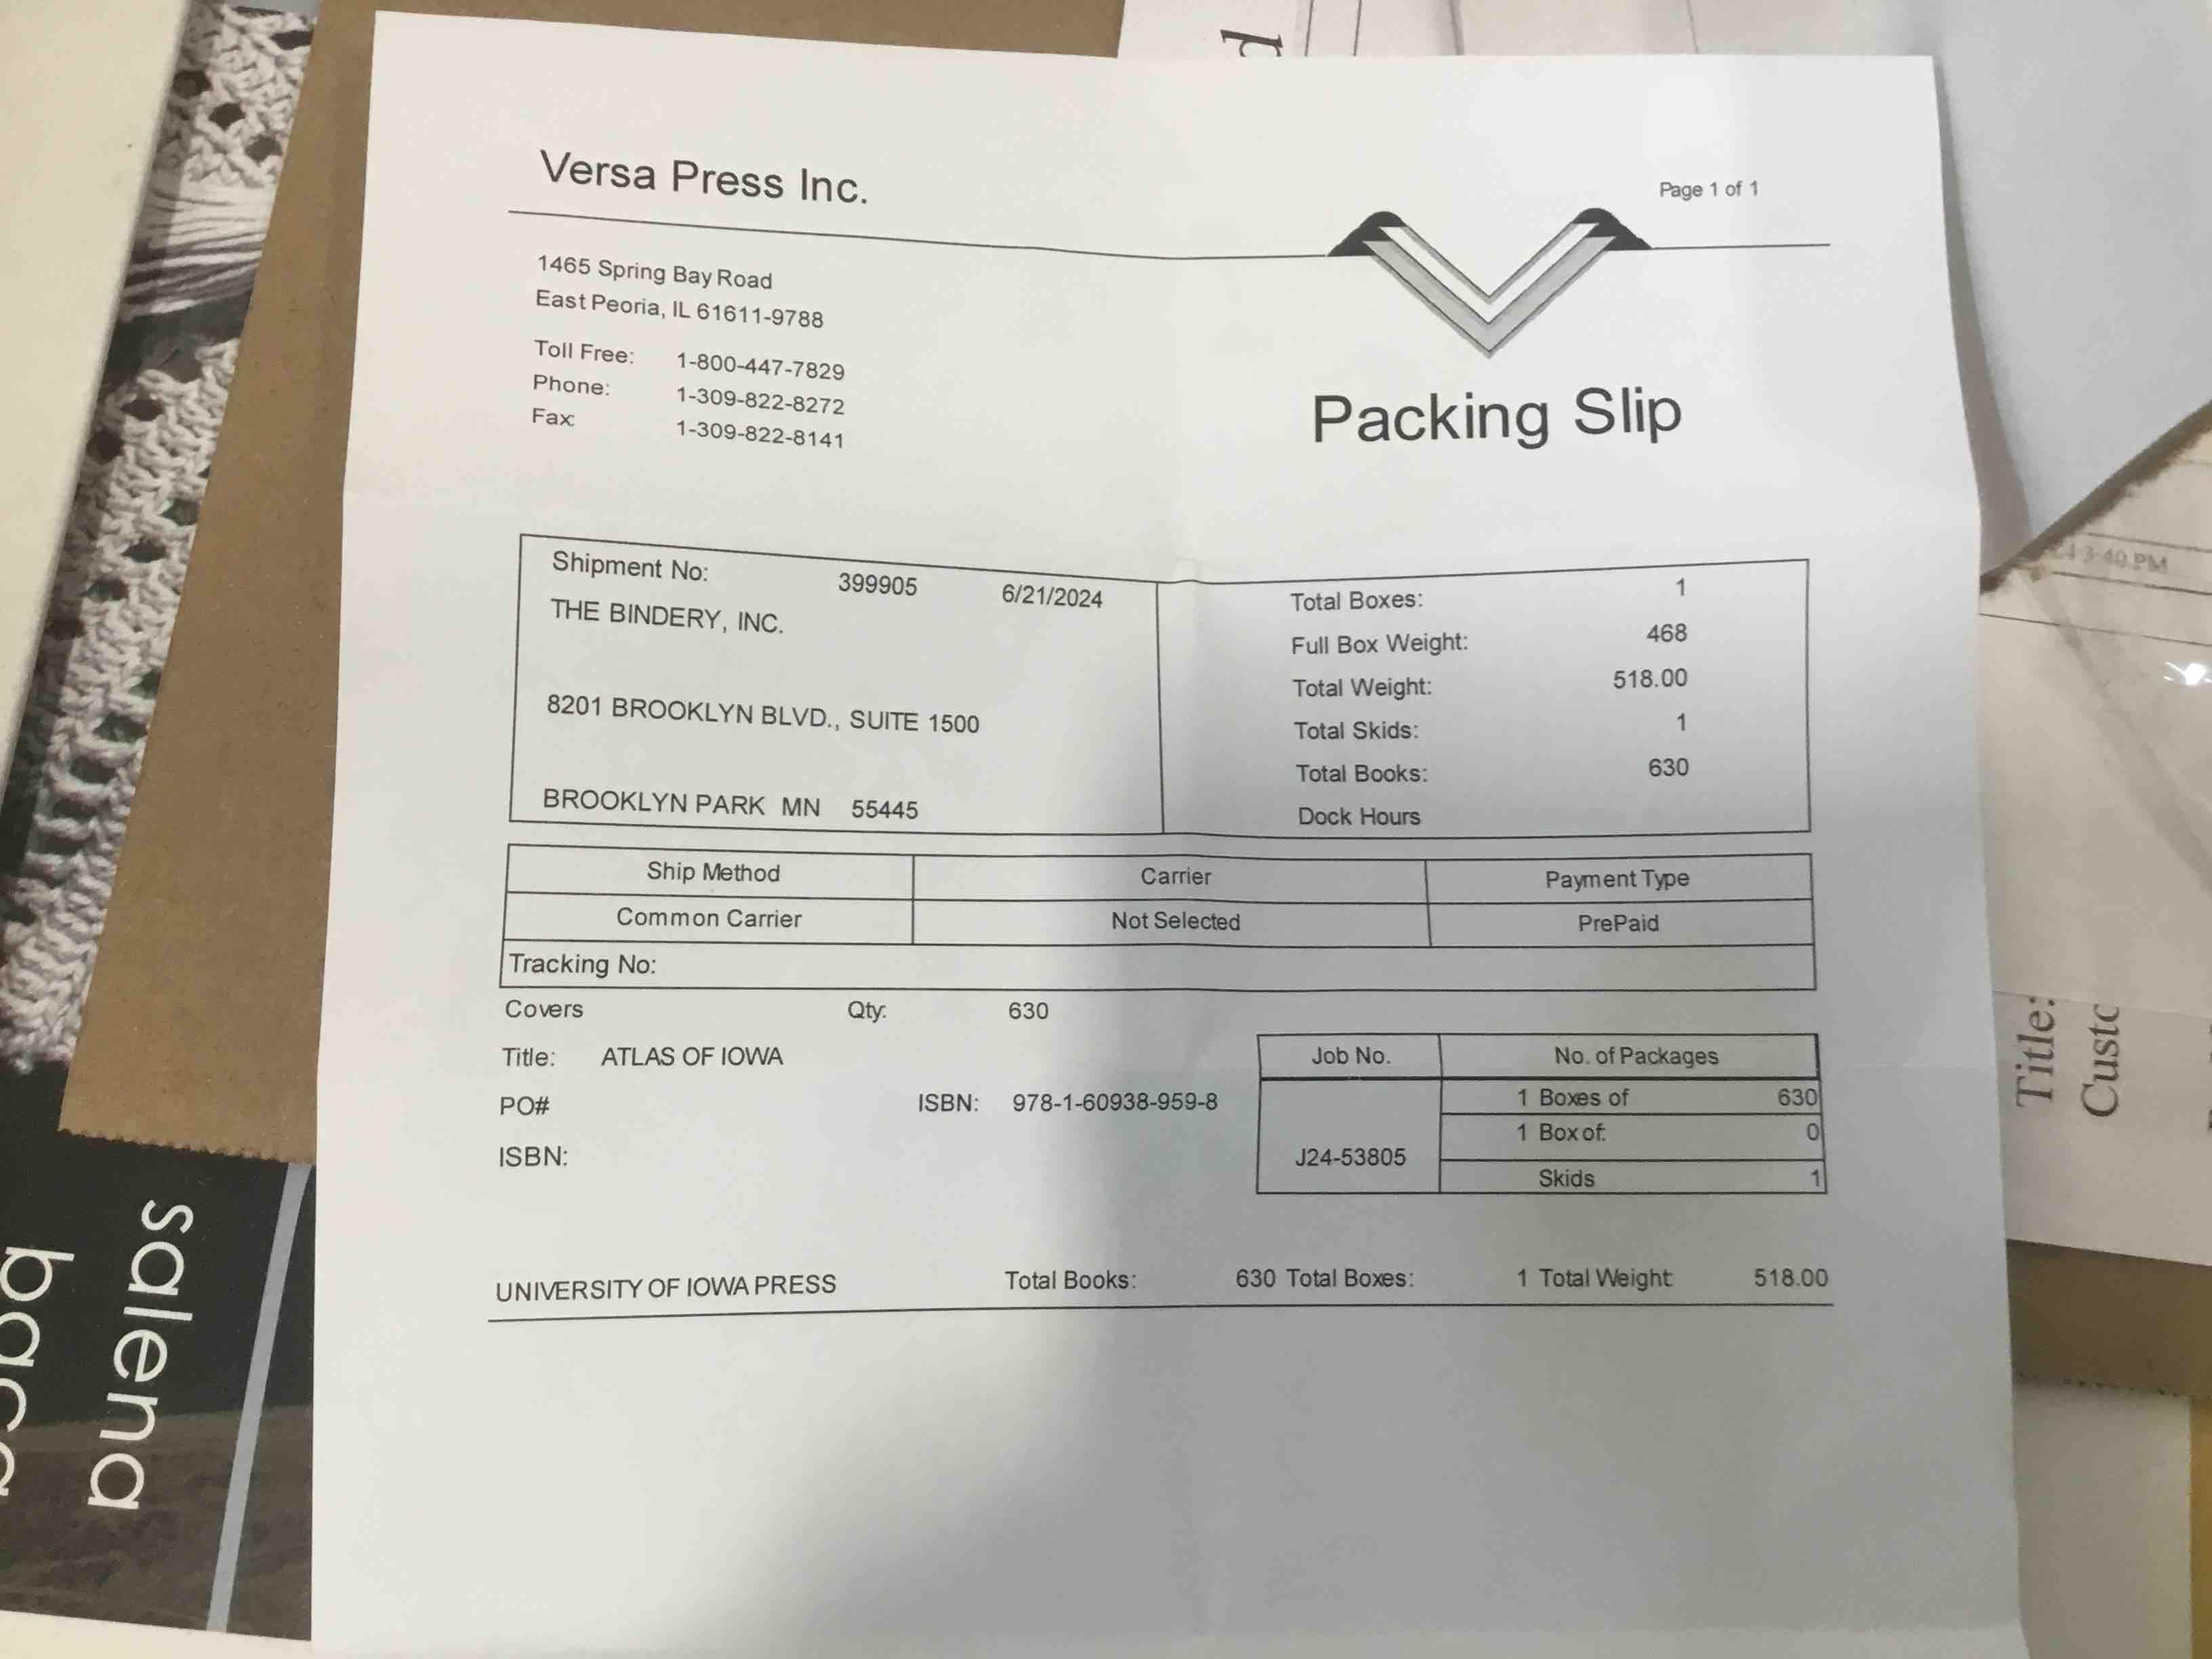 Versa Press Inc.
Page 1 of 1
1465 Spring Bay Road
East Peoria, IL 61611-9788
Toll Free: 1-800-447-7829
Phone: 1-309-822-8272
Fax: 1-309-822-8141
Packing Slip
Shipment No: 399905 6/21/2024
THE BINDERY, INC.
8201 BROOKLYN BLVD., SUITE 1500
BROOKLYN PARK MN 55445
Total Boxes: 1
Full Box Weight: 468
Total Weight: 518.00
Total Skids: 1
Total Books: 630
Dock Hours
Ship Method Carrier Payment Type
Common Carrier Not Selected PrePaid
Tracking No:
Covers Qty: 630
Title: ATLAS OF IOWA
PO# ISBN: 978-1-60938-959-8
ISBN:
Job No. No. of Packages
1 Boxes of 630
1 Box of: 0
J24-53805
Skids 1
UNIVERSITY OF IOWA PRESS Total Books: 630 Total Boxes: 1 Total Weight: 518.00
salena
3:40 PM
Title: